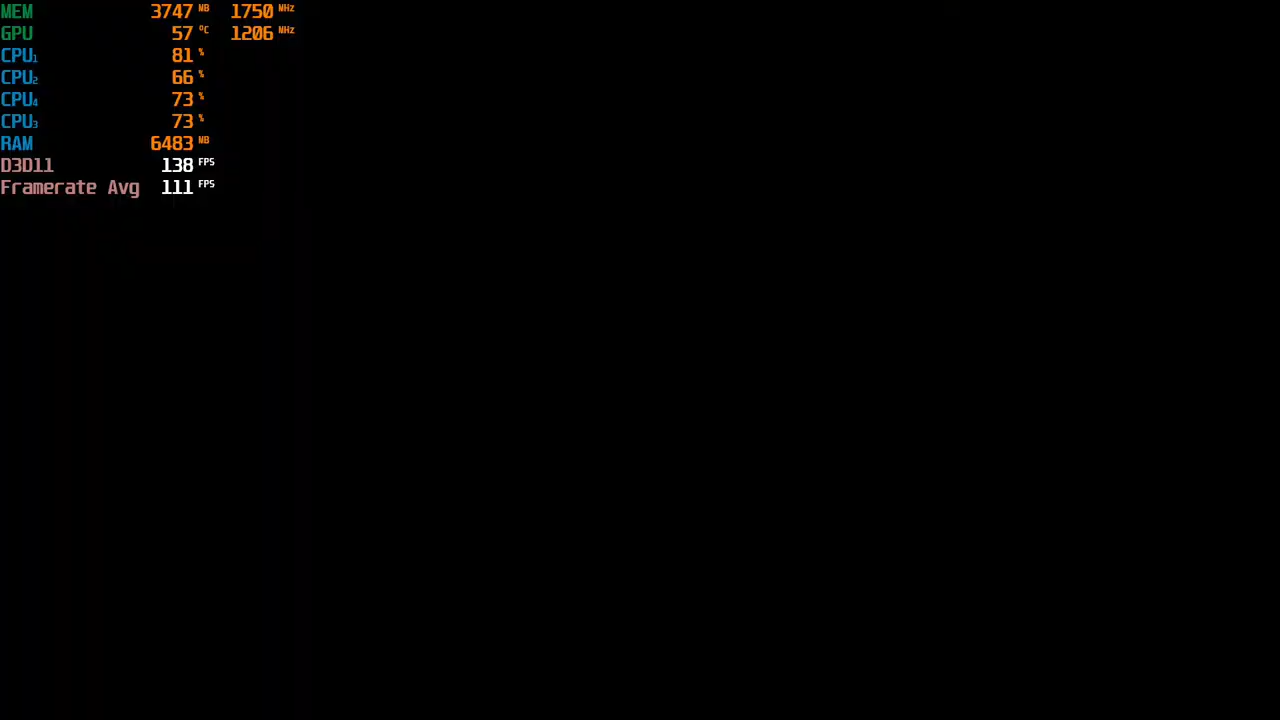 MEM 3747 MB 1750 MHz
GPU 57 °C 1206 MHz
CPU1 81 %
CPU2 66 %
CPU4 73 %
CPU3 73 %
RAM 6483 MB
D3D11 138 FPS
Framerate Avg 111 FPS